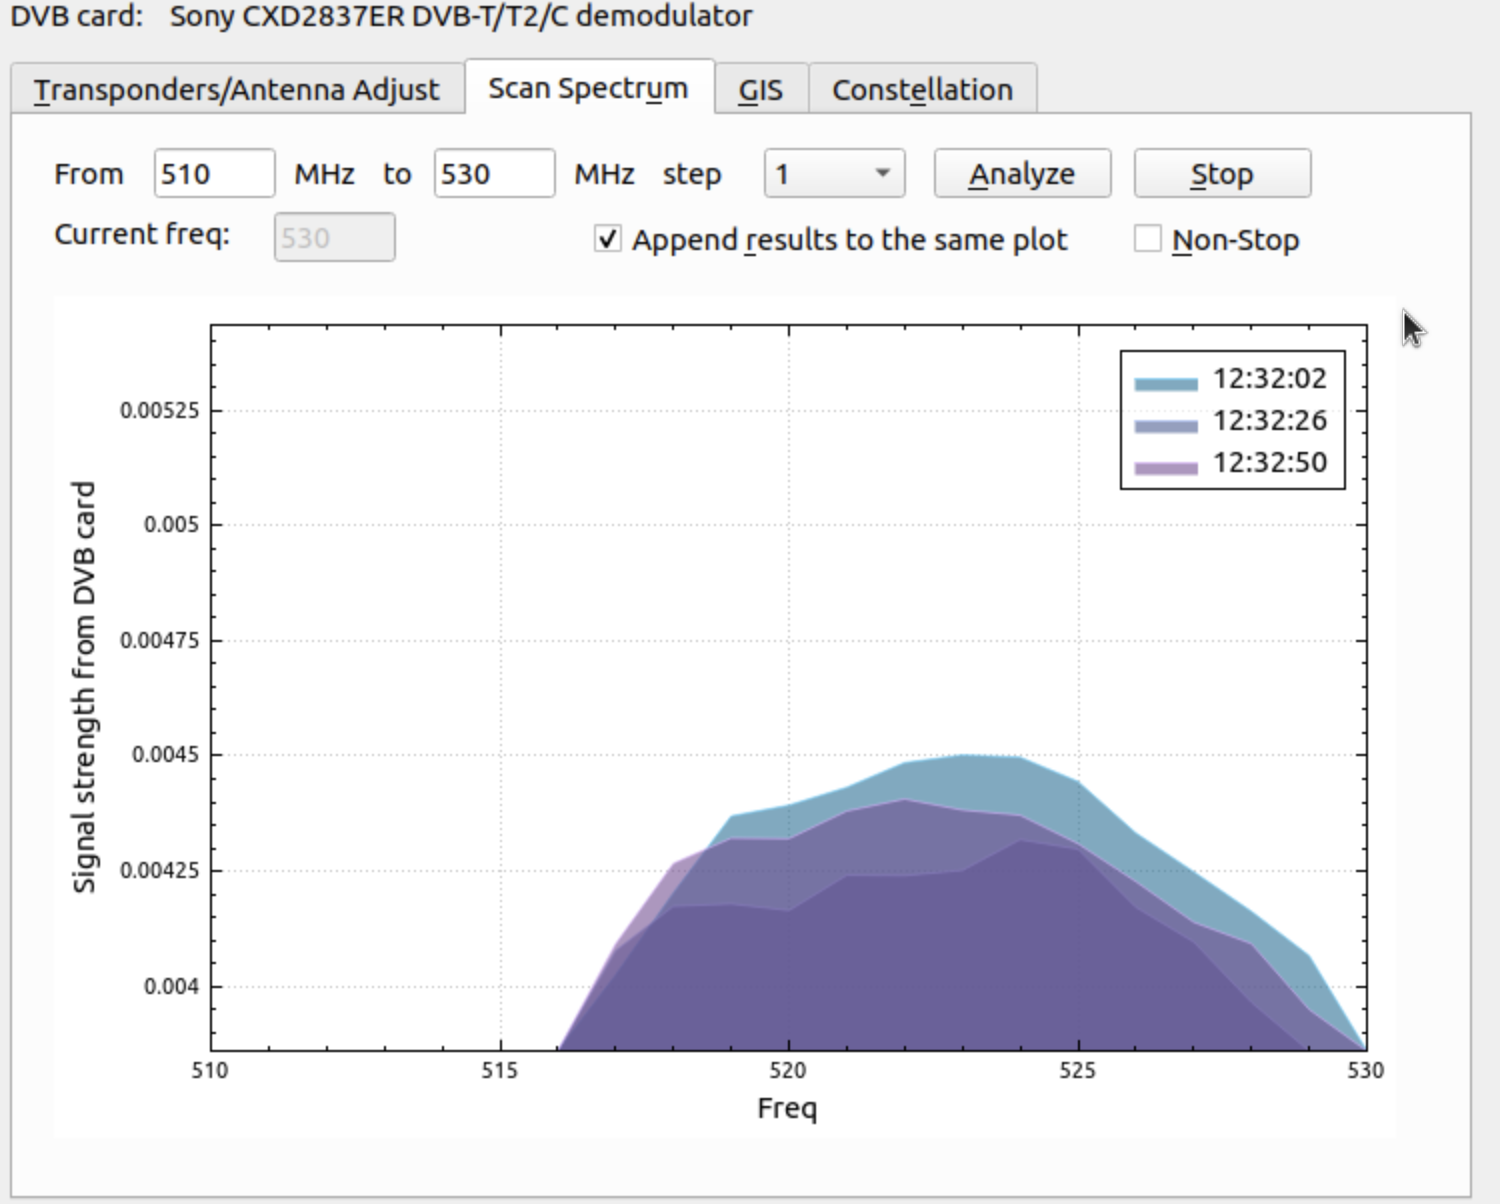 DVB card: Sony CXD2837ER DVB-T/T2/C demodulator
Transponders/Antenna Adjust Scan Spectrum GIS Constellation
From 510 MHz to 530 MHz step 1 Analyze Stop
Current freq: 530 Append results to the same plot Non-Stop
12:32:02
12:32:26
12:32:50
Signal strength from DVB card
0.00525
0.005
0.00475
0.0045
0.00425
0.004
510 515 520 525 530
Freq